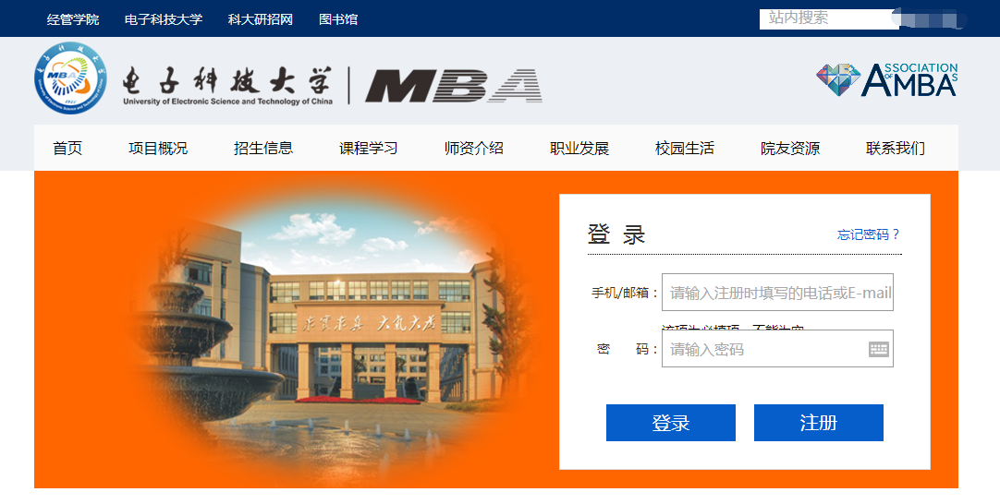 经管学院 电子科技大学 科大研招网 图书馆 站内搜索
MBA
1956
电子科技大学 MBA
University of Electronic Science and Technology of China
ASSOCIATION
OF
AMBAS
首页 项目概况 招生信息 课程学习 师资介绍 职业发展 校园生活 院友资源 联系我们
求实求真 大气大为
登 录 忘记密码？
手机/邮箱： 请输入注册时填写的电话或E-mail
该项为必填项，不能为空
密 码： 请输入密码
登录 注册